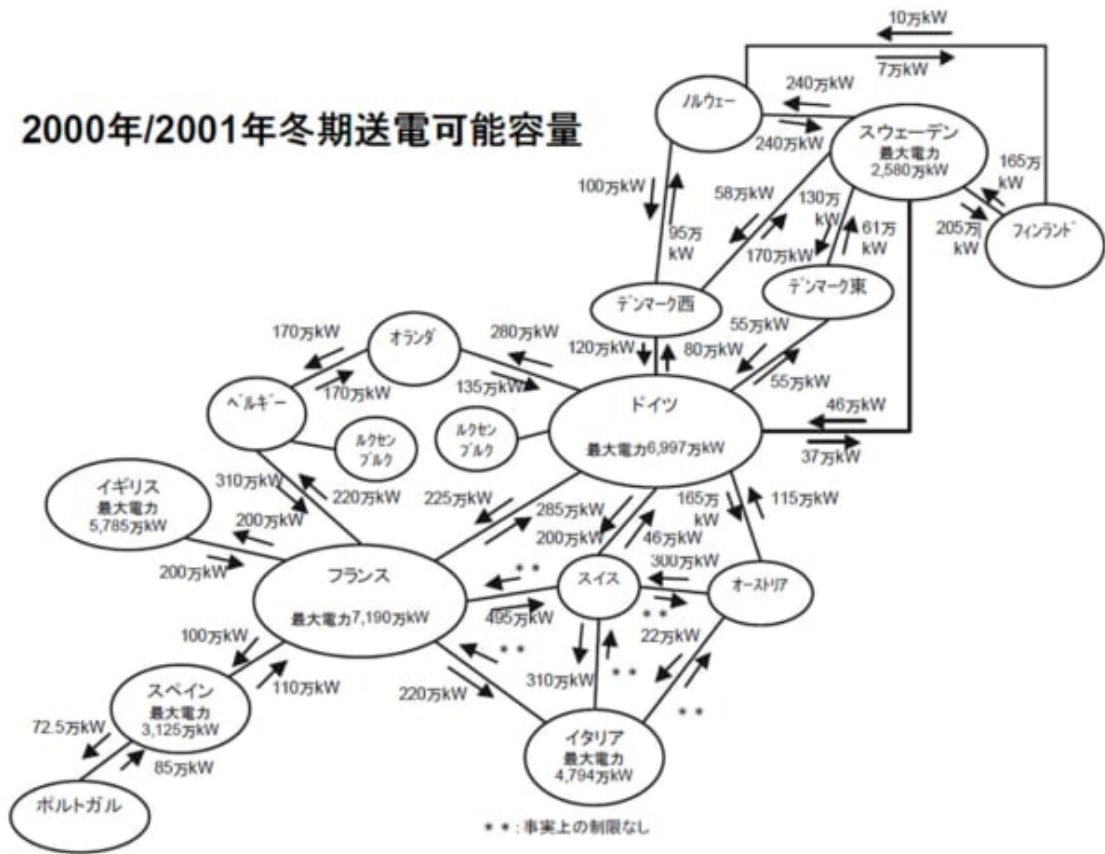 2000年/2001年冬期送電可能容量
10万kW
7万kW
ノルウェー
240万kW
240万kW
スウェーデン
最大電力
2,580万kW
165万
kW
205万
kW
フィンランド
100万kW
95万
kW
58万kW
170万kW
130万
kW
61万
kW
デンマーク西
デンマーク東
120万kW
80万kW
55万kW
55万kW
170万kW
170万kW
オランダ
280万kW
135万kW
ベルギー
ルクセン
ブルク
ルクセン
ブルク
ドイツ
最大電力6,997万kW
46万kW
37万kW
イギリス
最大電力
5,785万kW
310万kW
220万kW
200万kW
200万kW
225万kW
285万kW
200万kW
46万kW
165万
kW
115万kW
フランス
最大電力7,190万kW
**
495万kW
スイス
300万kW
**
オーストリア
22万kW
**
100万kW
110万kW
**
220万kW
310万kW
**
スペイン
最大電力
3,125万kW
72.5万kW
85万kW
ポルトガル
イタリア
最大電力
4,794万kW
**:事実上の制限なし